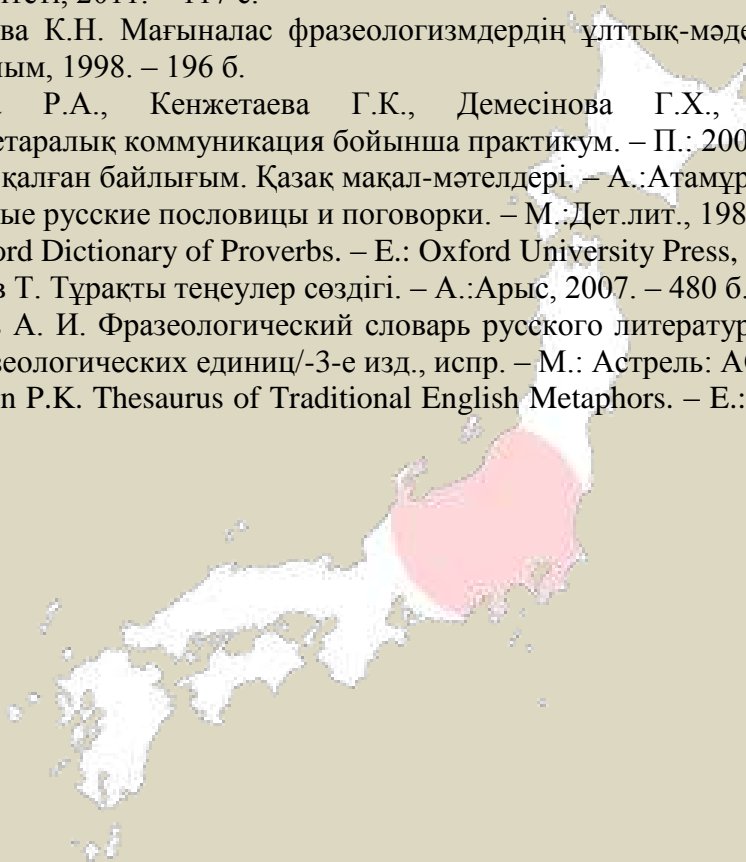 2011. – 117 с.
ва К.Н. Мағыналас фразеологизмдердің ұлттық-мәде
ым, 1998. – 196 б.
Р.А., Кенжетаева Г.К., Демесінова Г.Х.,
етаралық коммуникация бойынша практикум. – П.: 200
қалған байлығым. Қазақ мақал-мәтелдері. – А.:Атамұр
ые русские пословицы и поговорки. – М.:Дет.лит., 198
ord Dictionary of Proverbs. – E.: Oxford University Press,
в Т. Тұрақты теңеулер сөздігі. – А.:Арыс, 2007. – 480 б.
А. И. Фразеологический словарь русского литератур
зеологических единиц/-3-е изд., испр. – М.: Астрель: АС
n P.K. Thesaurus of Traditional English Metaphors. – E.: